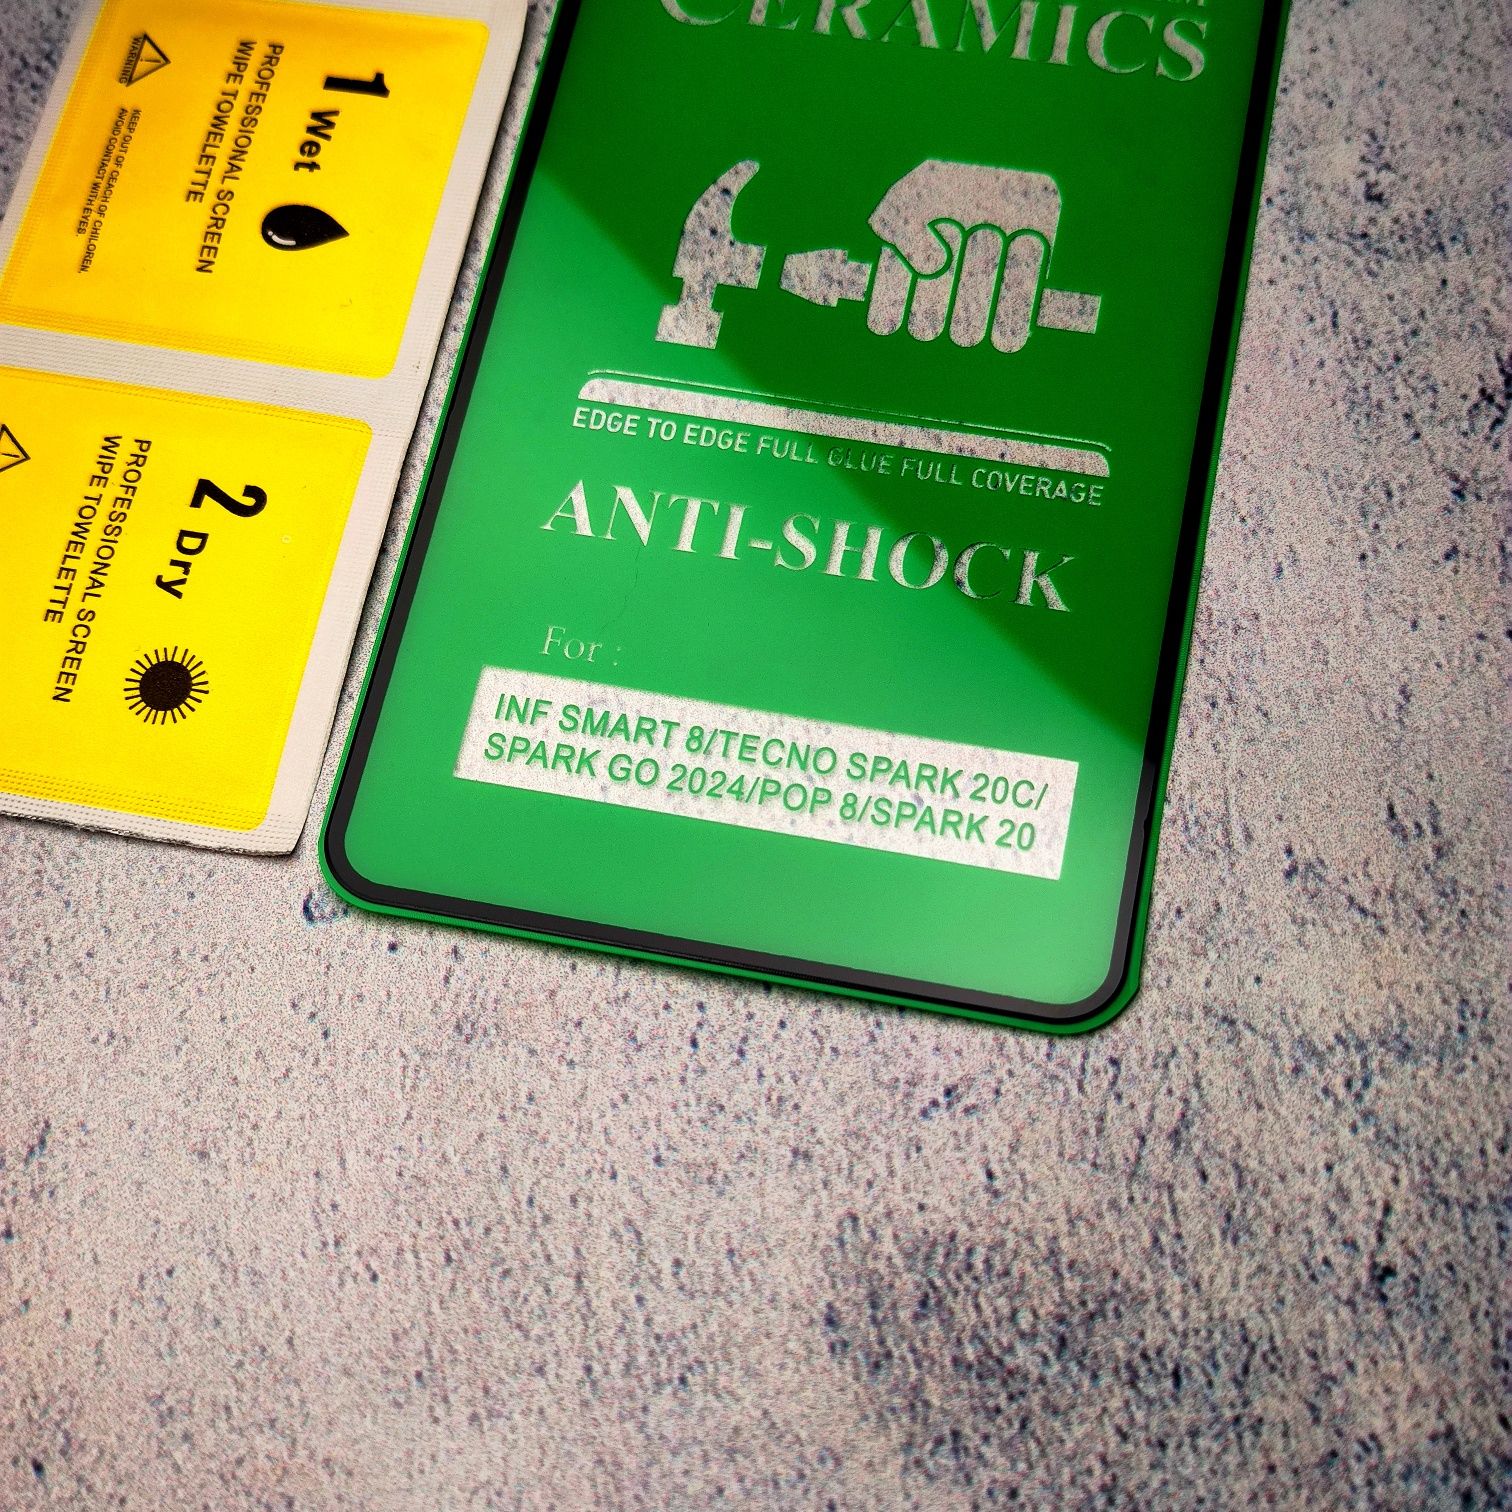 1 Wet
PROFESSIONAL SCREEN
WIPE TOWELETTE
WARNING
KEEP OUT OF CEACH OF CHILDREN
AVOID CONTACT WITH EYES.
2 Dry
PROFESSIONAL SCREEN
WIPE TOWELETTE
CERAMICS
EDGE TO EDGE FULL GLUE FULL COVERAGE
ANTI-SHOCK
For :
INF SMART 8/TECNO SPARK 20C/
SPARK GO 2024/POP 8/SPARK 20